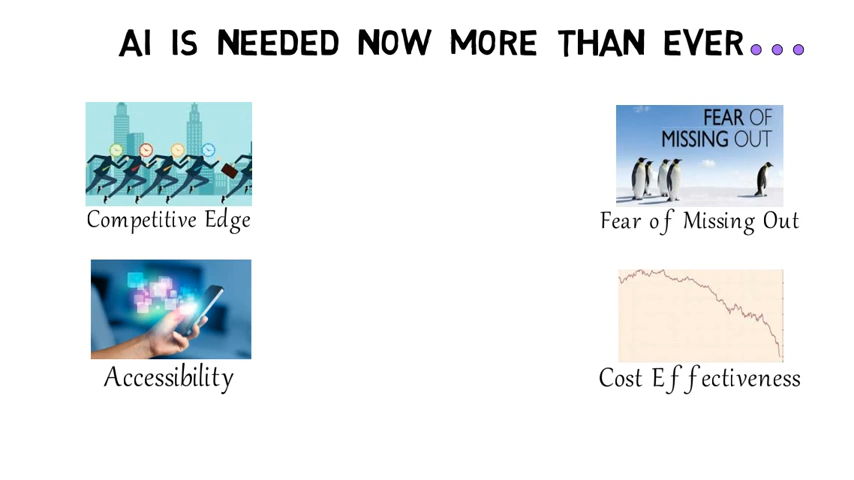 AI IS NEEDED NOW MORE THAN EVER...
FEAR OF
MISSING OUT
Competitive Edge
Fear of Missing Out
Accessibility
Cost Effectiveness